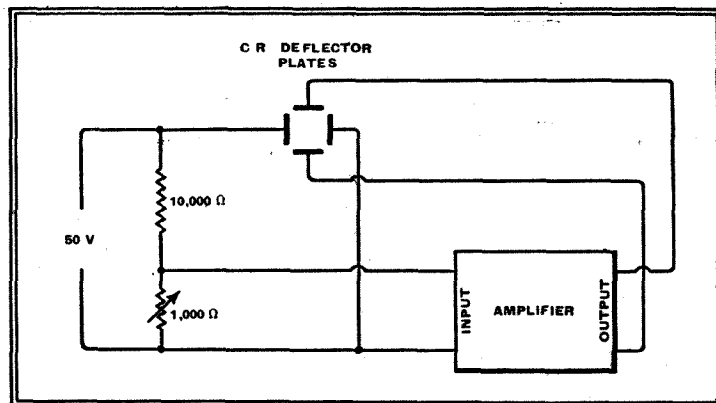 C R DEFLECTOR
PLATES
10,000 Ω
50 V
1,000 Ω
INPUT
AMPLIFIER
OUTPUT